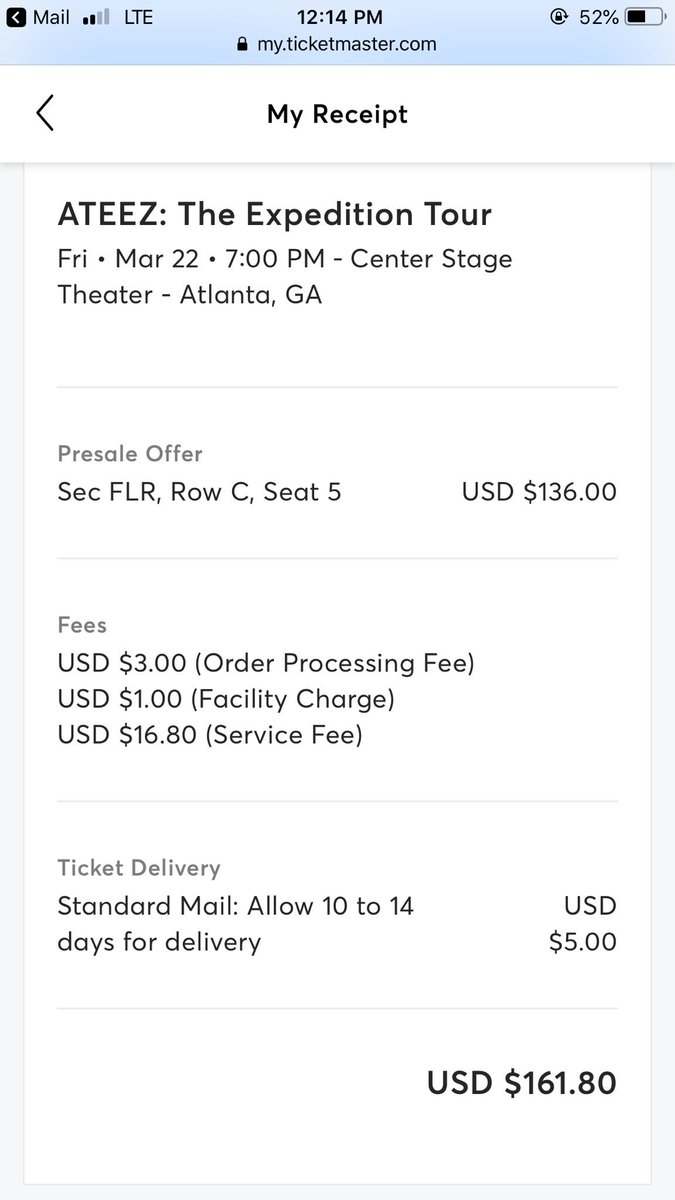 Mail LTE 12:14 PM 52%
my.ticketmaster.com
My Receipt
ATEEZ: The Expedition Tour
Fri • Mar 22 • 7:00 PM - Center Stage
Theater - Atlanta, GA
Presale Offer
Sec FLR, Row C, Seat 5 USD $136.00
Fees
USD $3.00 (Order Processing Fee)
USD $1.00 (Facility Charge)
USD $16.80 (Service Fee)
Ticket Delivery
Standard Mail: Allow 10 to 14 USD
days for delivery $5.00
USD $161.80